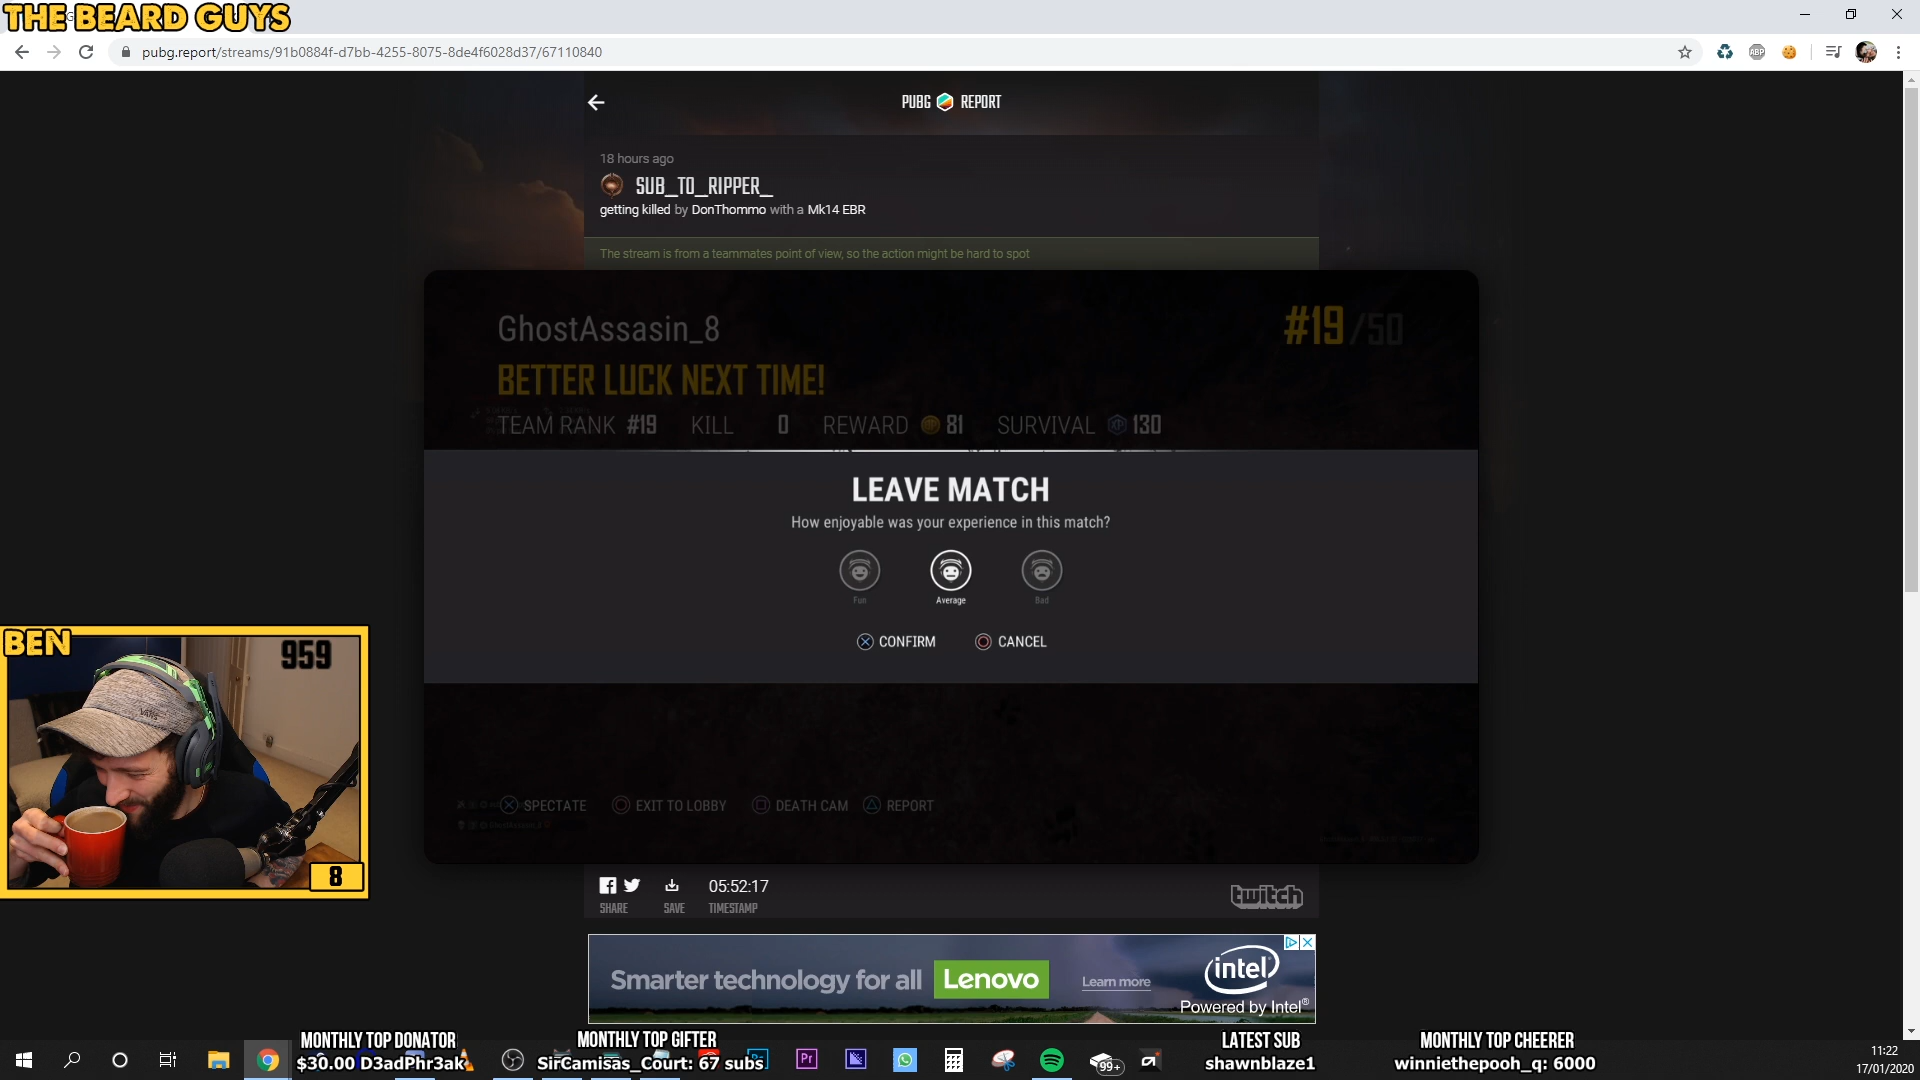 THE BEARD GUYS
pubg.report/streams/91b0884f-d7bb-4255-8075-8de4f6028d37/67110840
ABP
PUBG REPORT
18 hours ago
SUB_TO_RIPPER_
getting killed by DonThommo with a Mk14 EBR
The stream is from a teammates point of view, so the action might be hard to spot
GhostAssasin_8
#19/50
BETTER LUCK NEXT TIME!
TEAM RANK #19 KILL 0 REWARD 81 SURVIVAL 130
LEAVE MATCH
How enjoyable was your experience in this match?
Fun Average Bad
CONFIRM CANCEL
BEN
959
8
SPECTATE EXIT TO LOBBY DEATH CAM REPORT
05:52:17
SHARE SAVE TIMESTAMP
twitch
Smarter technology for all Lenovo Learn more
intel
Powered by Intel®
MONTHLY TOP DONATOR
$30.00 D3adPhr3ak
MONTHLY TOP GIFTER
SirCamisas_Court: 67 subs
Pr
99+
LATEST SUB
shawnblaze1
MONTHLY TOP CHEERER
winniethepooh_q: 6000
11:22
17/01/2020